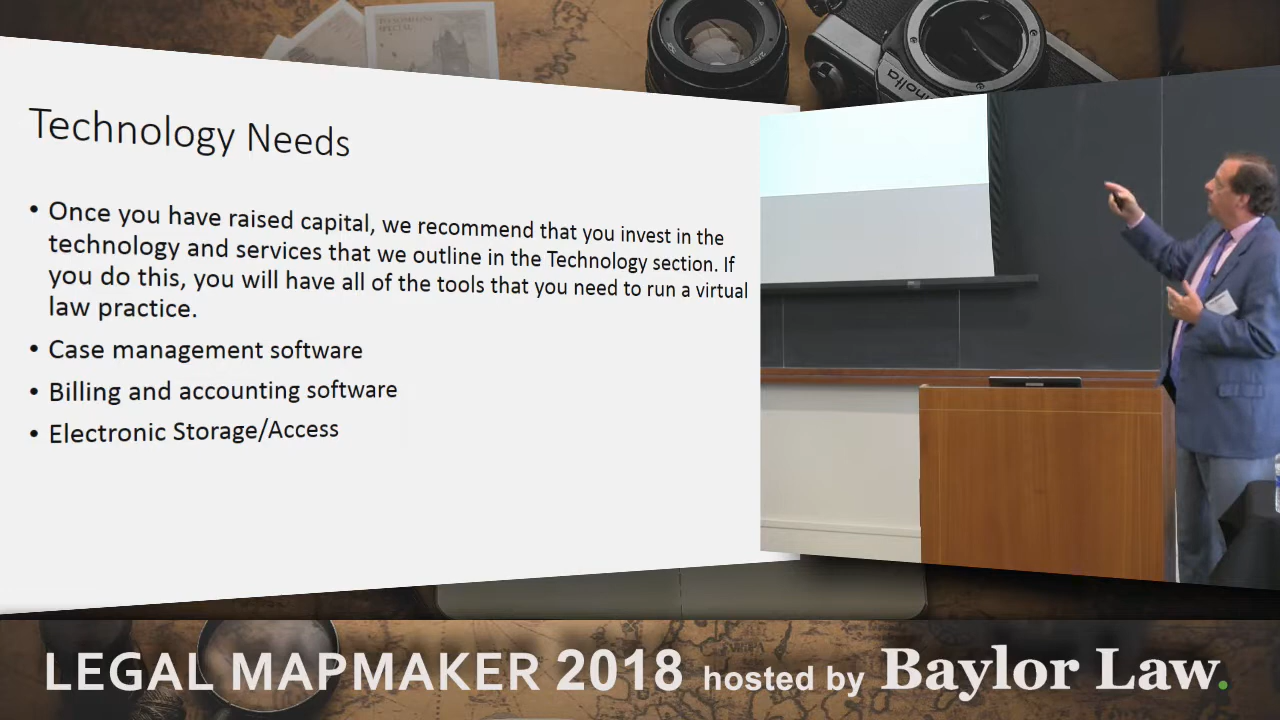 Technology Needs
• Once you have raised capital, we recommend that you invest in the
technology and services that we outline in the Technology section. If
you do this, you will have all of the tools that you need to run a virtual
law practice.
• Case management software
• Billing and accounting software
• Electronic Storage/Access
LEGAL MAPMAKER 2018 hosted by Baylor Law.